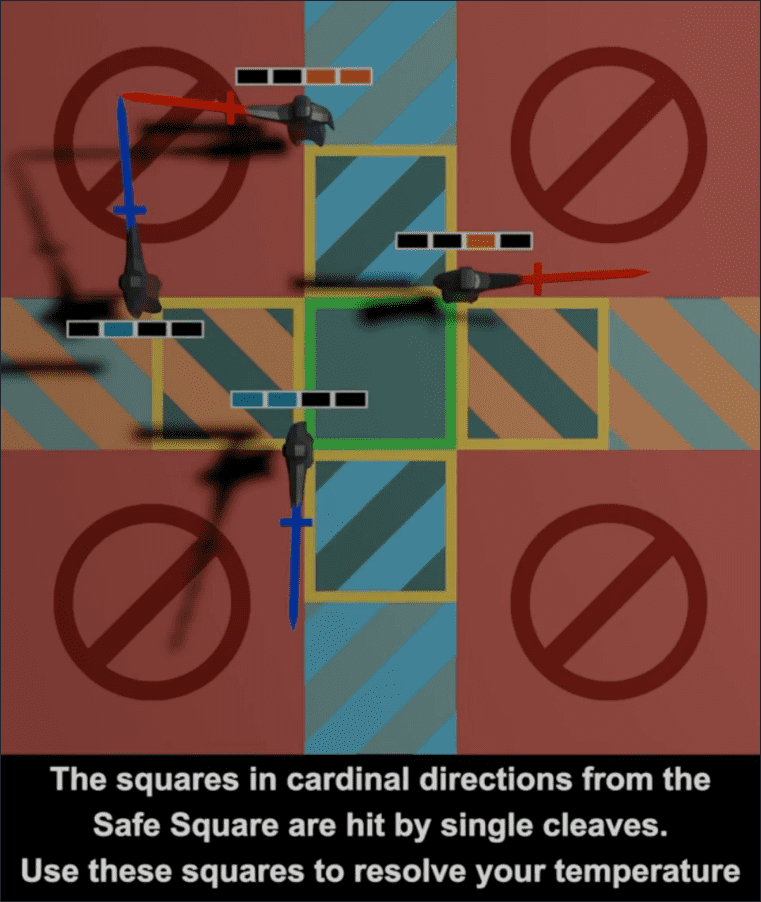 The squares in cardinal directions from the
Safe Square are hit by single cleaves.
Use these squares to resolve your temperature